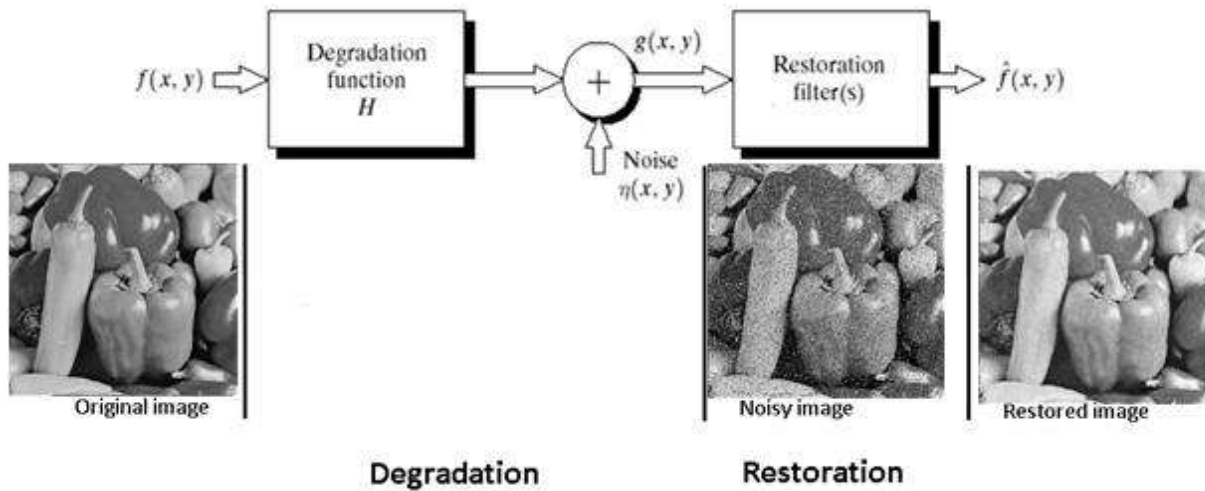 f(x, y)
Degradation
function
H
+
g(x, y)
Noise
η(x, y)
Restoration
filter(s)
f̂(x, y)
Original image
Noisy image
Restored image
Degradation
Restoration